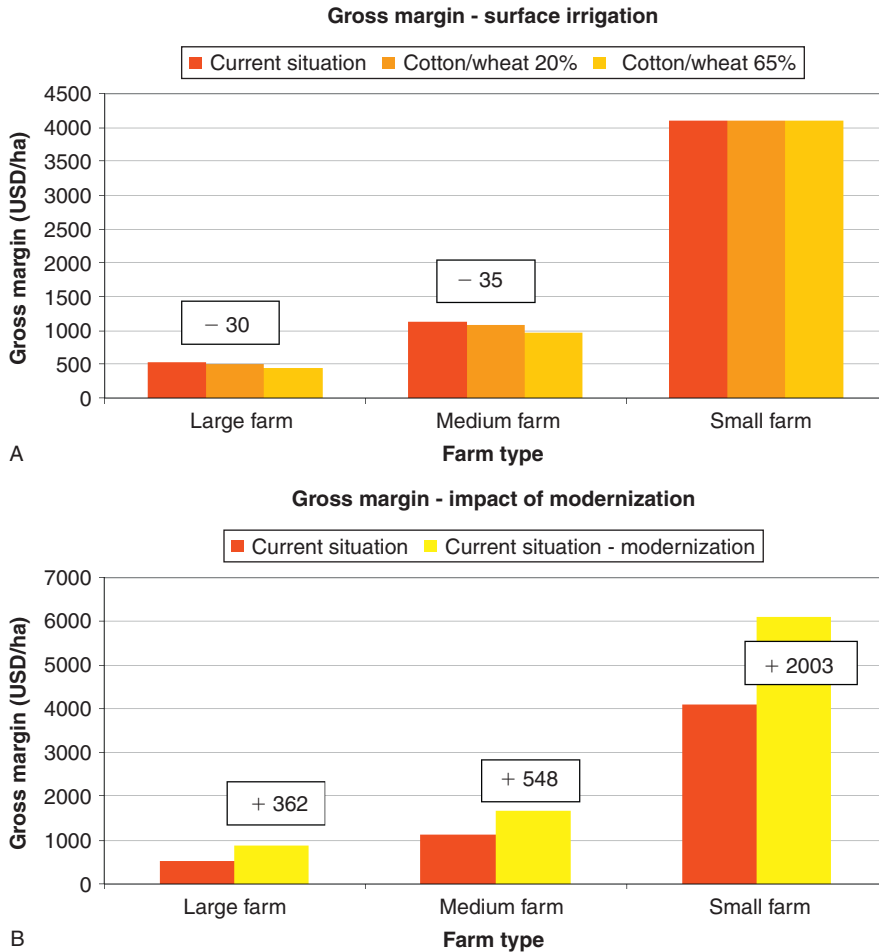 Gross margin - surface irrigation
Current situation Cotton/wheat 20% Cotton/wheat 65%
4500
4000
3500
3000
2500
2000
1500
1000
500
0
Gross margin (USD/ha)
− 30
− 35
Large farm Medium farm Small farm
Farm type
A
Gross margin - impact of modernization
Current situation Current situation - modernization
7000
6000
5000
4000
3000
2000
1000
0
Gross margin (USD/ha)
+ 362
+ 548
+ 2003
Large farm Medium farm Small farm
Farm type
B